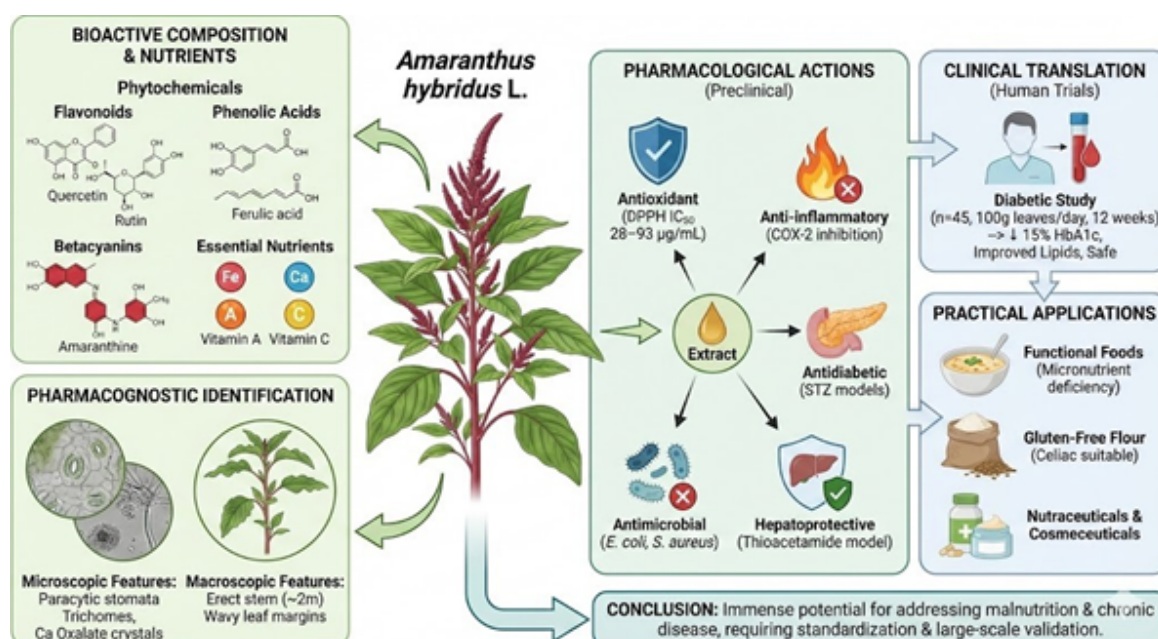 BIOACTIVE COMPOSITION
& NUTRIENTS
Phytochemicals
Flavonoids
Phenolic Acids
Quercetin
Rutin
Ferulic acid
Betacyanins
Essential Nutrients
Amaranthine
Fe
Ca
A
C
Vitamin A
Vitamin C
PHARMACOGNOSTIC IDENTIFICATION
Microscopic Features:
Paracytic stomata
Trichomes,
Ca Oxalate crystals
Macroscopic Features:
Erect stem (~2m)
Wavy leaf margins
Amaranthus
hybridus L.
PHARMACOLOGICAL ACTIONS
(Preclinical)
Antioxidant
(DPPH IC₅₀
28–93 µg/mL)
Anti-inflammatory
(COX-2 inhibition)
Extract
Antidiabetic
(STZ models)
Antimicrobial
(E. coli, S. aureus)
Hepatoprotective
(Thioacetamide model)
CLINICAL TRANSLATION
(Human Trials)
Diabetic Study
(n=45, 100g leaves/day, 12 weeks)
–> ↓ 15% HbA1c,
Improved Lipids, Safe
PRACTICAL APPLICATIONS
Functional Foods
(Micronutrient
deficiency)
Gluten-Free Flour
(Celiac suitable)
Nutraceuticals &
Cosmeceuticals
CONCLUSION: Immense potential for addressing malnutrition & chronic
disease, requiring standardization & large-scale validation.